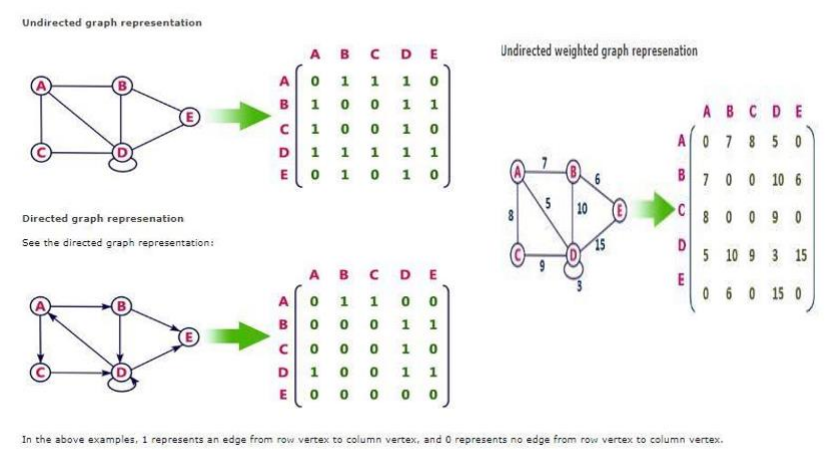 Undirected graph representation
A B C D E
A 0 1 1 1 0
B 1 0 0 1 1
C 1 0 0 1 0
D 1 1 1 1 1
E 0 1 0 1 0
A
B
E
C
D
Directed graph represenation
See the directed graph representation:
A B C D E
A 0 1 1 0 0
B 0 0 0 1 1
C 0 0 0 1 0
D 1 0 0 1 1
E 0 0 0 0 0
A
B
E
C
D
Undirected weighted graph represenation
A B C D E
A 0 7 8 5 0
B 7 0 0 10 6
C 8 0 0 9 0
D 5 10 9 3 15
E 0 6 0 15 0
A
7
B
6
8
5
10
E
C
9
D
15
3
In the above examples, 1 represents an edge from row vertex to column vertex, and 0 represents no edge from row vertex to column vertex.